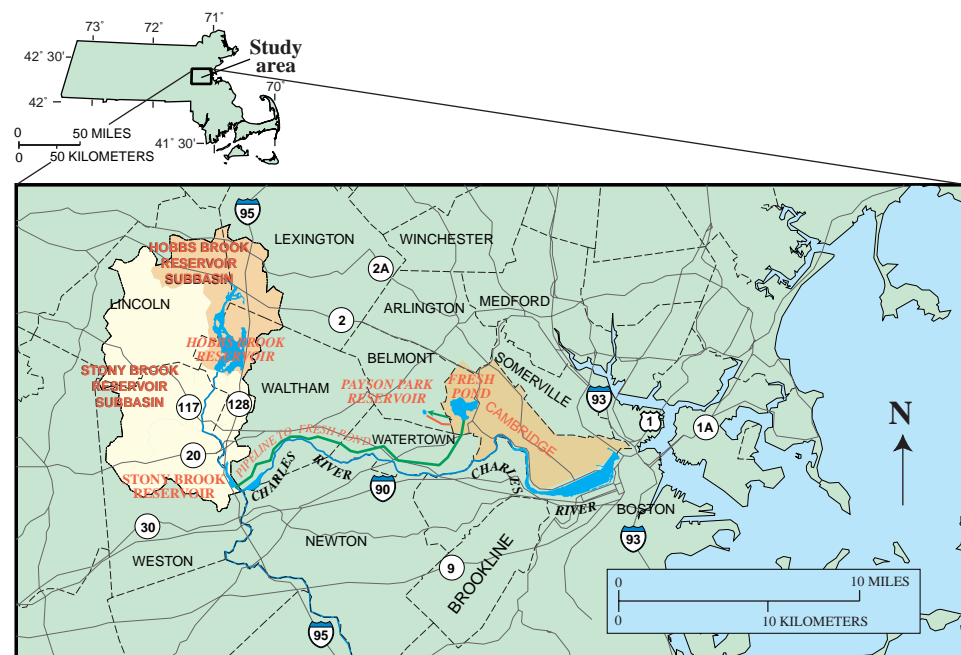 73°
72°
71°
42° 30'
Study
area
70°
42°
0
50 MILES
0
50 KILOMETERS
41° 30'
95
LEXINGTON
WINCHESTER
HOBBS BROOK
RESERVOIR
SUBBASIN
2A
LINCOLN
ARLINGTON
MEDFORD
2
HOBBS BROOK
RESERVOIR
BELMONT
SOMERVILLE
STONY BROOK
RESERVOIR
SUBBASIN
WALTHAM
PAYSON PARK
RESERVOIR
FRESH
POND
93
117
128
CAMBRIDGE
1
1A
N
WATERTOWN
20
PIPELINE TO FRESH POND
CHARLES
RIVER
STONY BROOK
RESERVOIR
90
CHARLES
RIVER
BOSTON
30
93
NEWTON
WESTON
9
BROOKLINE
0
10 MILES
0
10 KILOMETERS
95